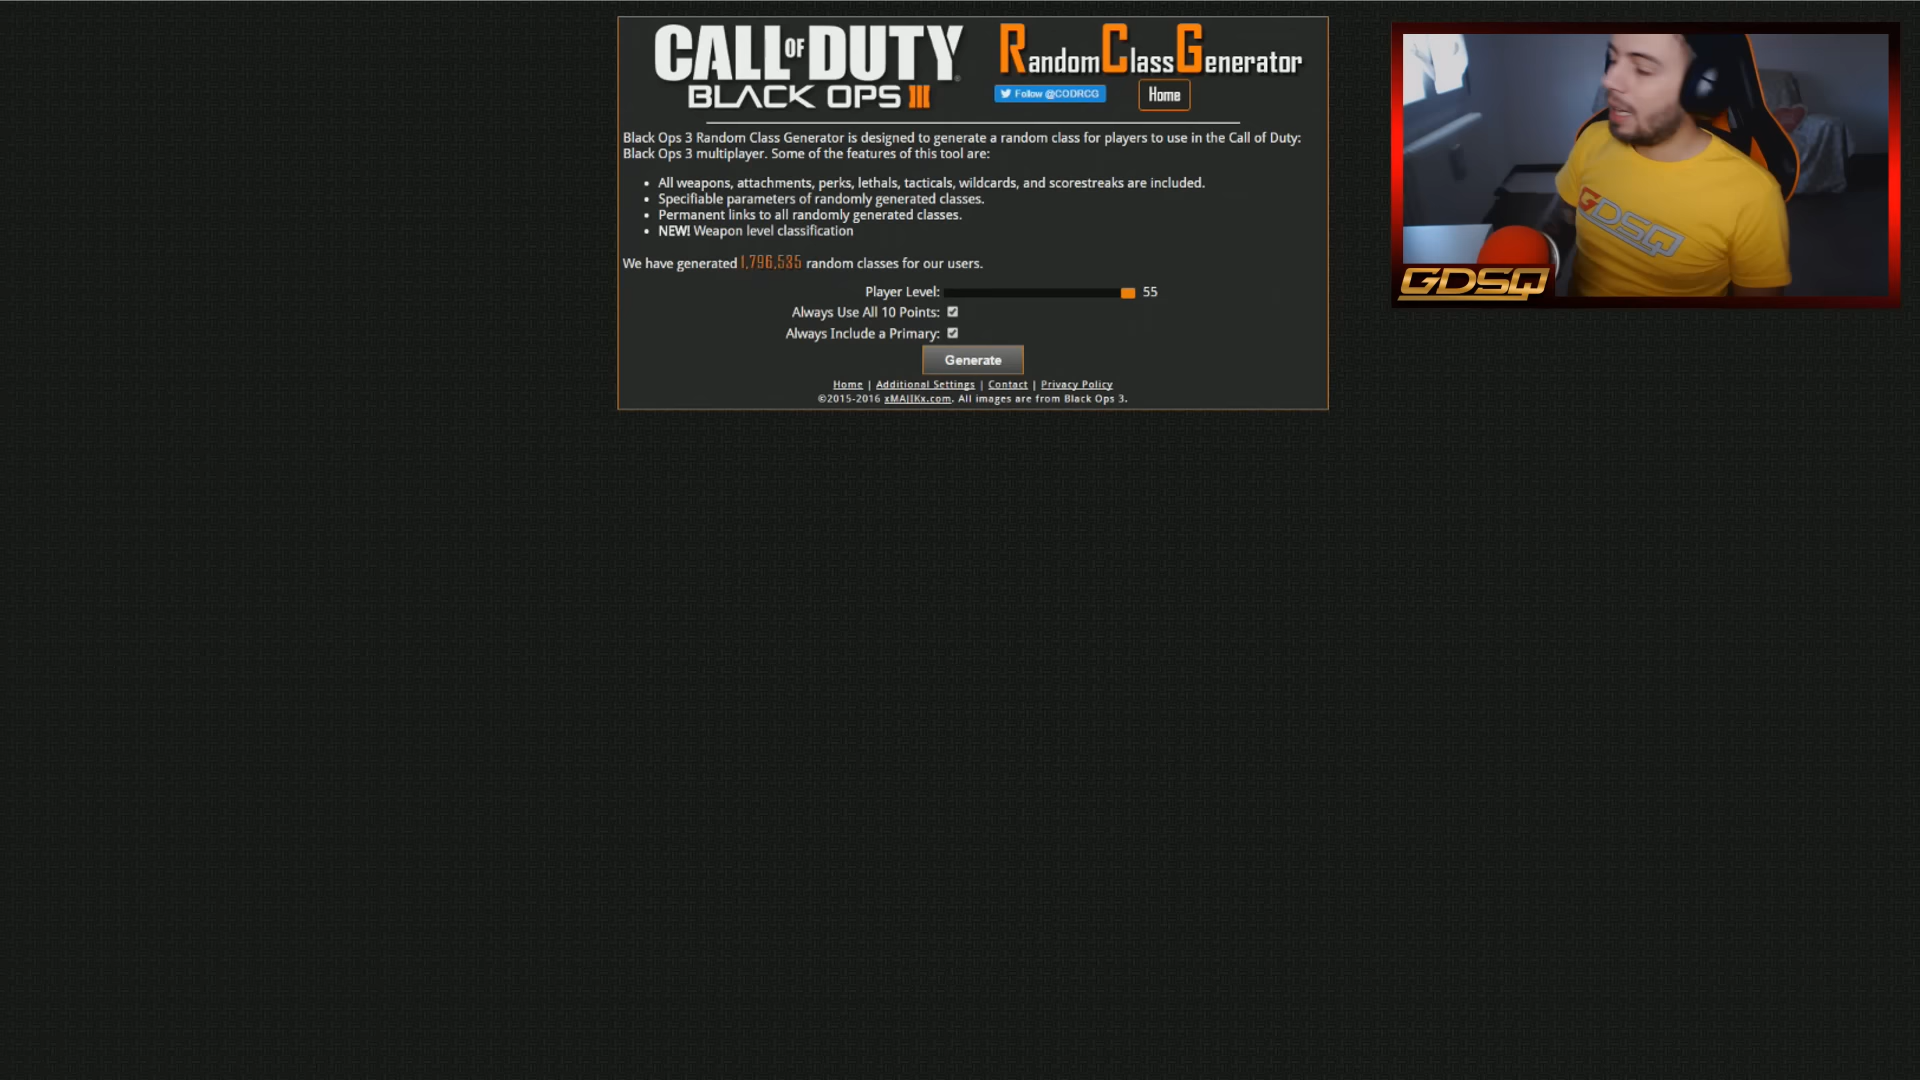 CALL OF DUTY
BLACK OPS III
RandomClassGenerator
Follow @CODRCG
Home
Black Ops 3 Random Class Generator is designed to generate a random class for players to use in the Call of Duty:
Black Ops 3 multiplayer. Some of the features of this tool are:
• All weapons, attachments, perks, lethals, tacticals, wildcards, and scorestreaks are included.
• Specifiable parameters of randomly generated classes.
• Permanent links to all randomly generated classes.
• NEW! Weapon level classification
We have generated 1,796,535 random classes for our users.
Player Level: 55
Always Use All 10 Points:
Always Include a Primary:
Generate
Home | Additional Settings | Contact | Privacy Policy
©2015-2016 xMAIIKx.com. All images are from Black Ops 3.
GDSQ
GDSQ